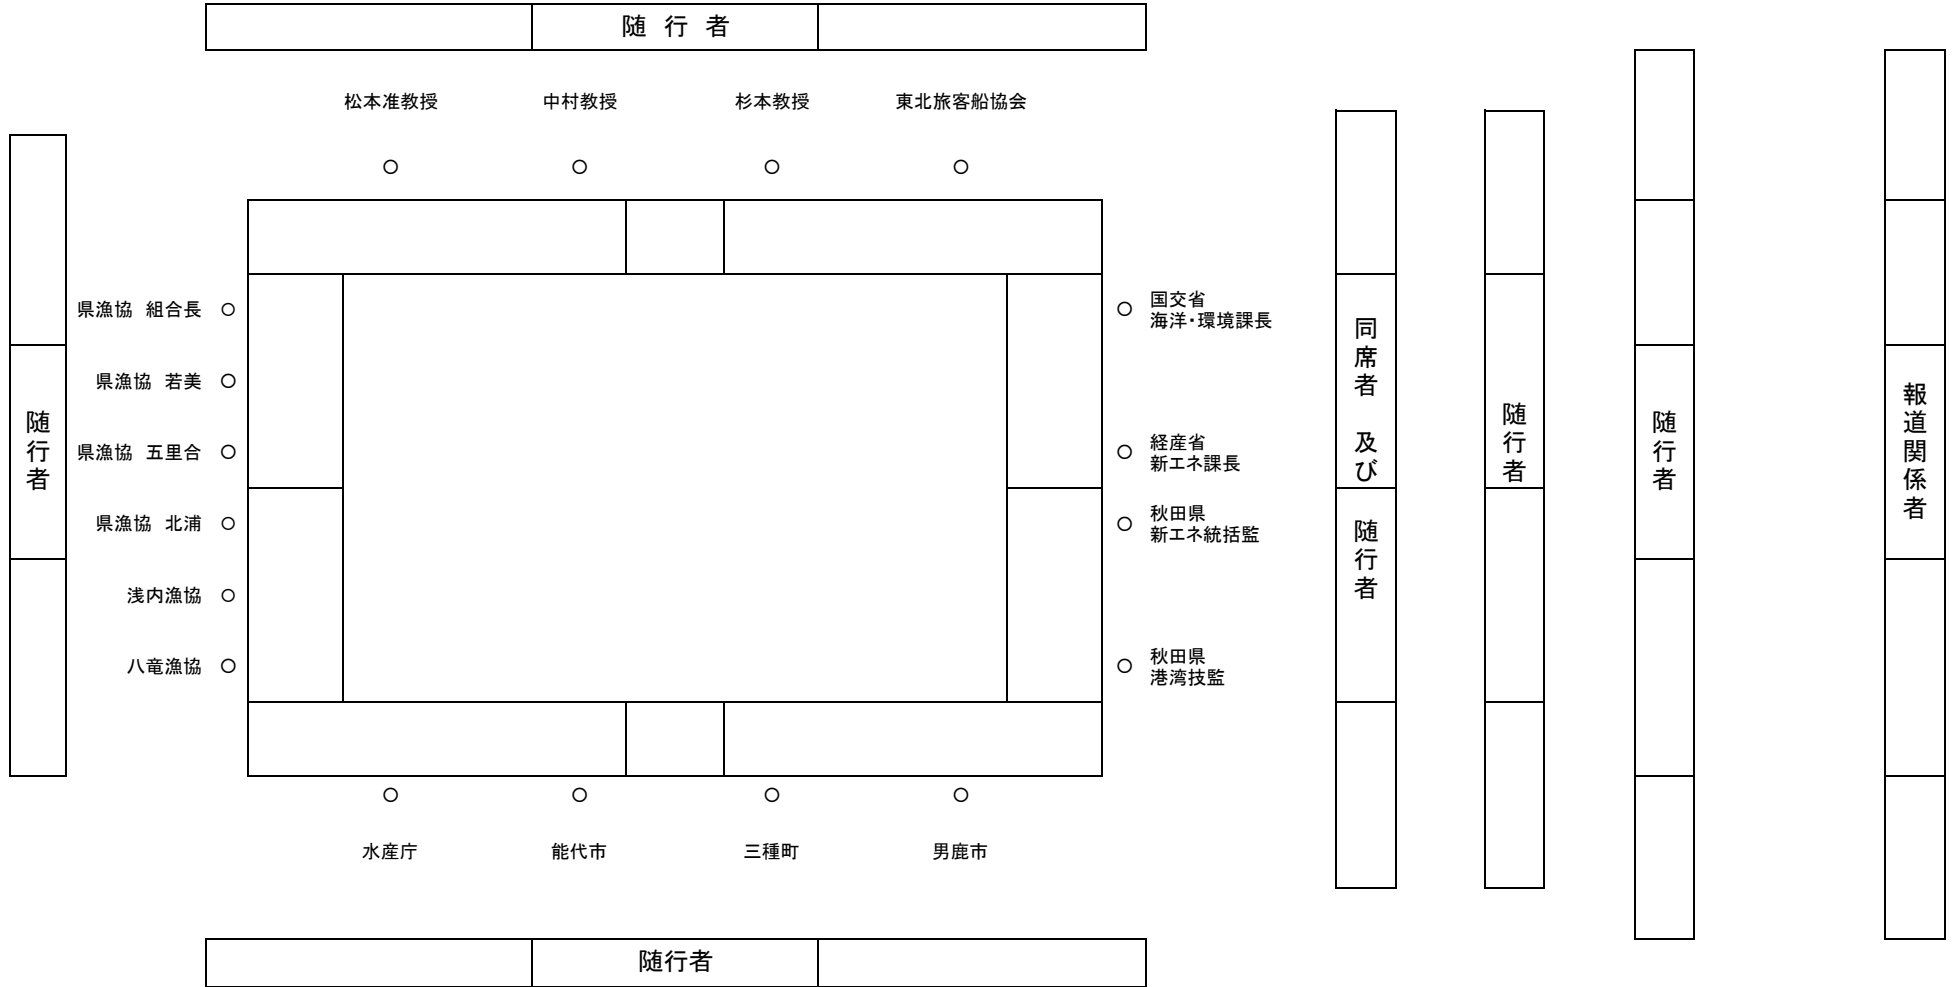 随 行 者
松本准教授
中村教授
杉本教授
東北旅客船協会
県漁協 組合長
県漁協 若美
県漁協 五里合
県漁協 北浦
浅内漁協
八竜漁協
随行者
国交省
海洋・環境課長
経産省
新エネ課長
秋田県
新エネ統括監
秋田県
港湾技監
同席者 及び 随行者
随行者
随行者
報道関係者
水産庁
能代市
三種町
男鹿市
随行者